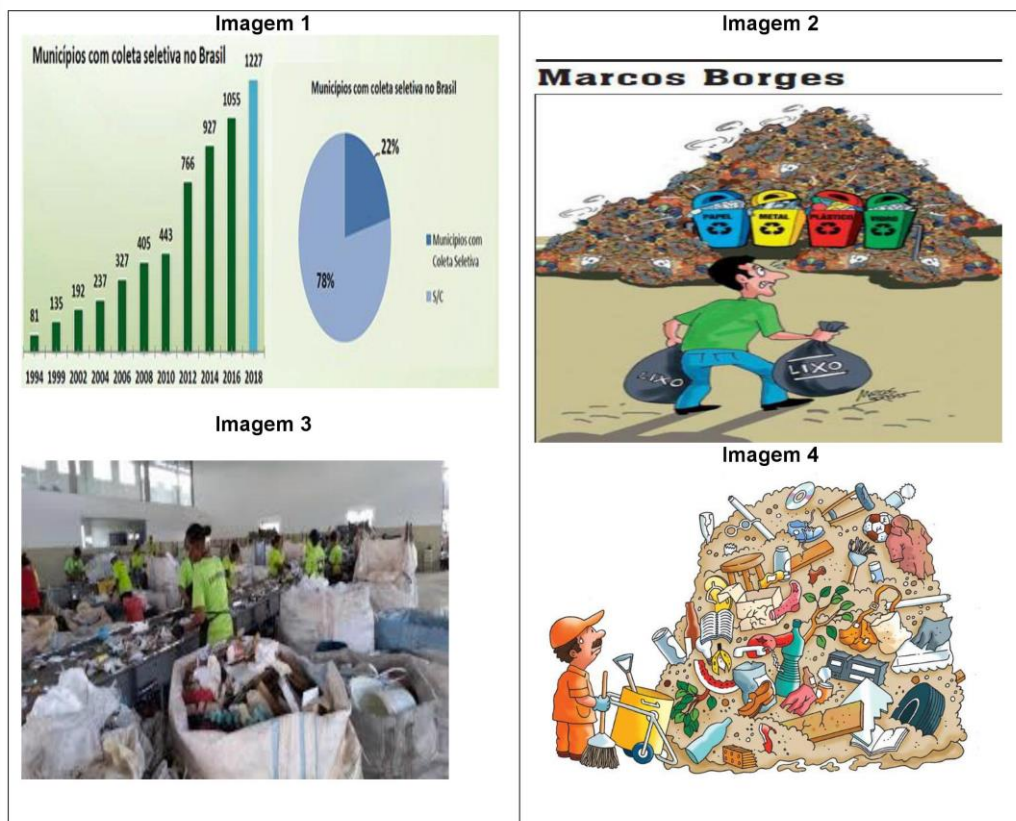 Imagem 1
Municípios com coleta seletiva no Brasil
1227
1055
927
766
443
405
327
237
192
135
81
1994 1999 2002 2004 2006 2008 2010 2012 2014 2016 2018
Municípios com coleta seletiva no Brasil
22%
78%
Municípios com
Coleta Seletiva
S/C
Imagem 2
Marcos Borges
PAPEL
METAL
PLÁSTICO
VIDRO
LIXO
LIXO
Imagem 3
Imagem 4